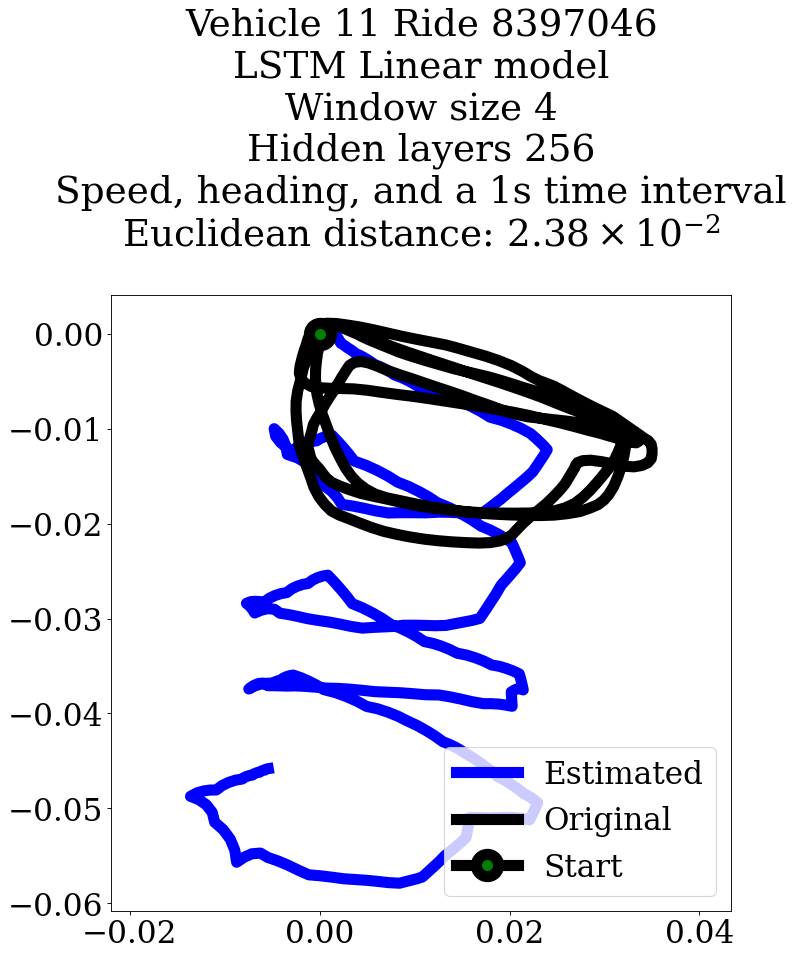 Vehicle 11 Ride 8397046
LSTM Linear model
Window size 4
Hidden layers 256
Speed, heading, and a 1s time interval
Euclidean distance: 2.38 × 10⁻²
0.00
−0.01
−0.02
−0.03
−0.04
−0.05
−0.06
−0.02 0.00 0.02 0.04
Estimated
Original
Start